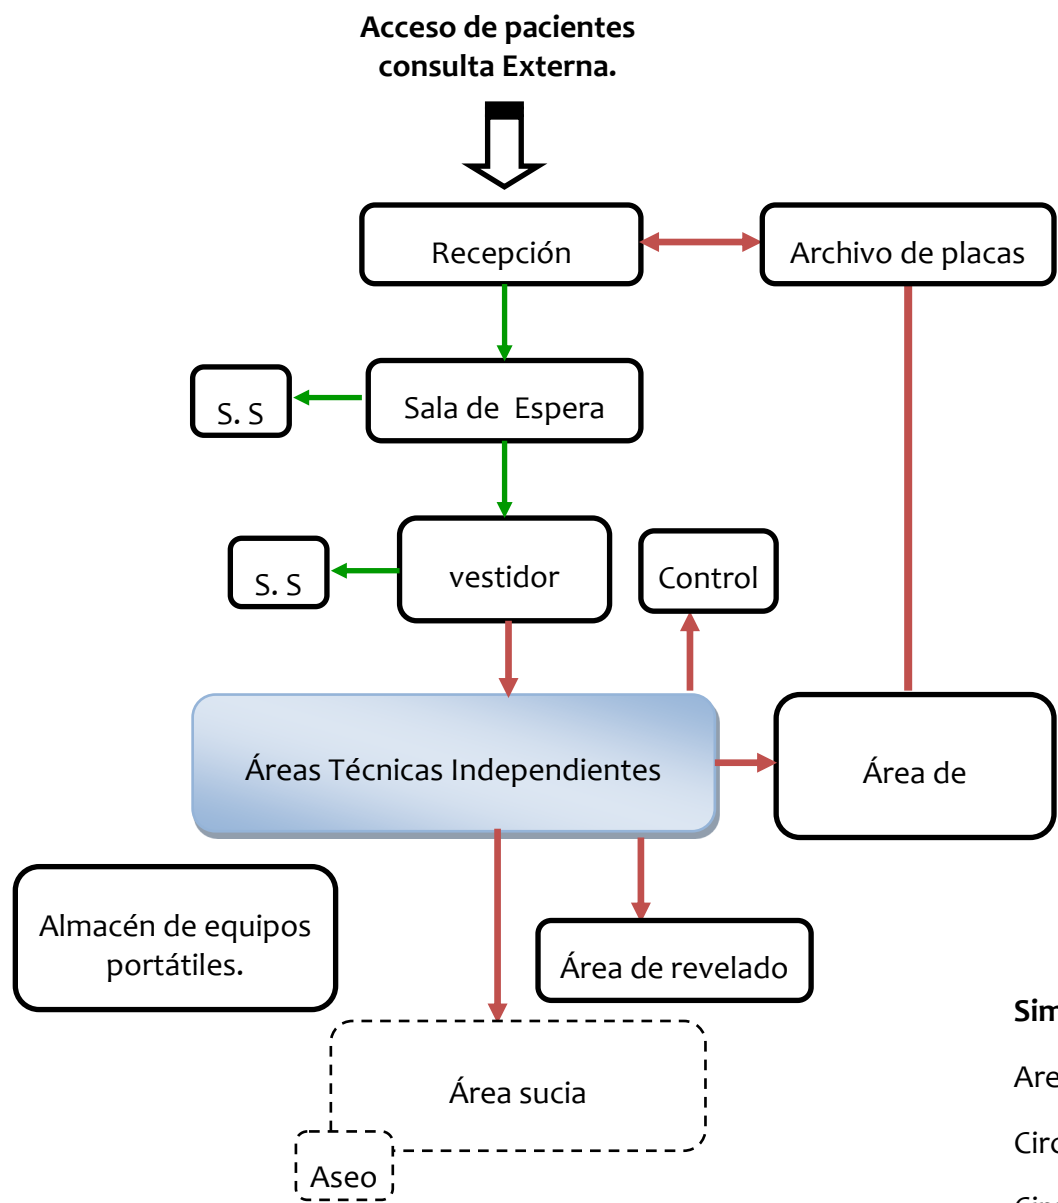 Acceso de pacientes
consulta Externa.
Recepción
Archivo de placas
S. S
Sala de Espera
S. S
vestidor
Control
Áreas Técnicas Independientes
Área de
Almacén de equipos
portátiles.
Área de revelado
Área sucia
Aseo